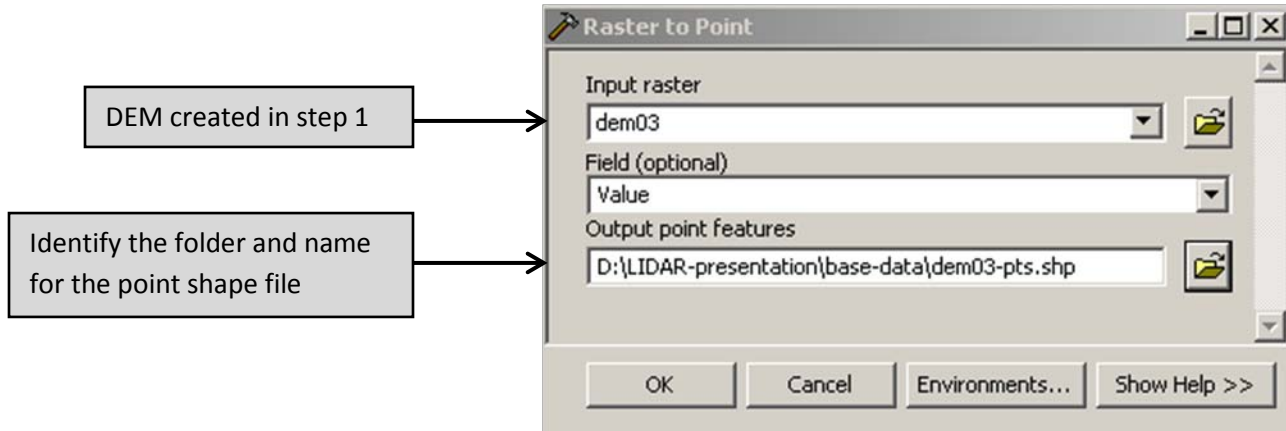 Raster to Point
Input raster
DEM created in step 1
dem03
Field (optional)
Value
Output point features
Identify the folder and name
for the point shape file
D:\LIDAR-presentation\base-data\dem03-pts.shp
OK
Cancel
Environments...
Show Help >>